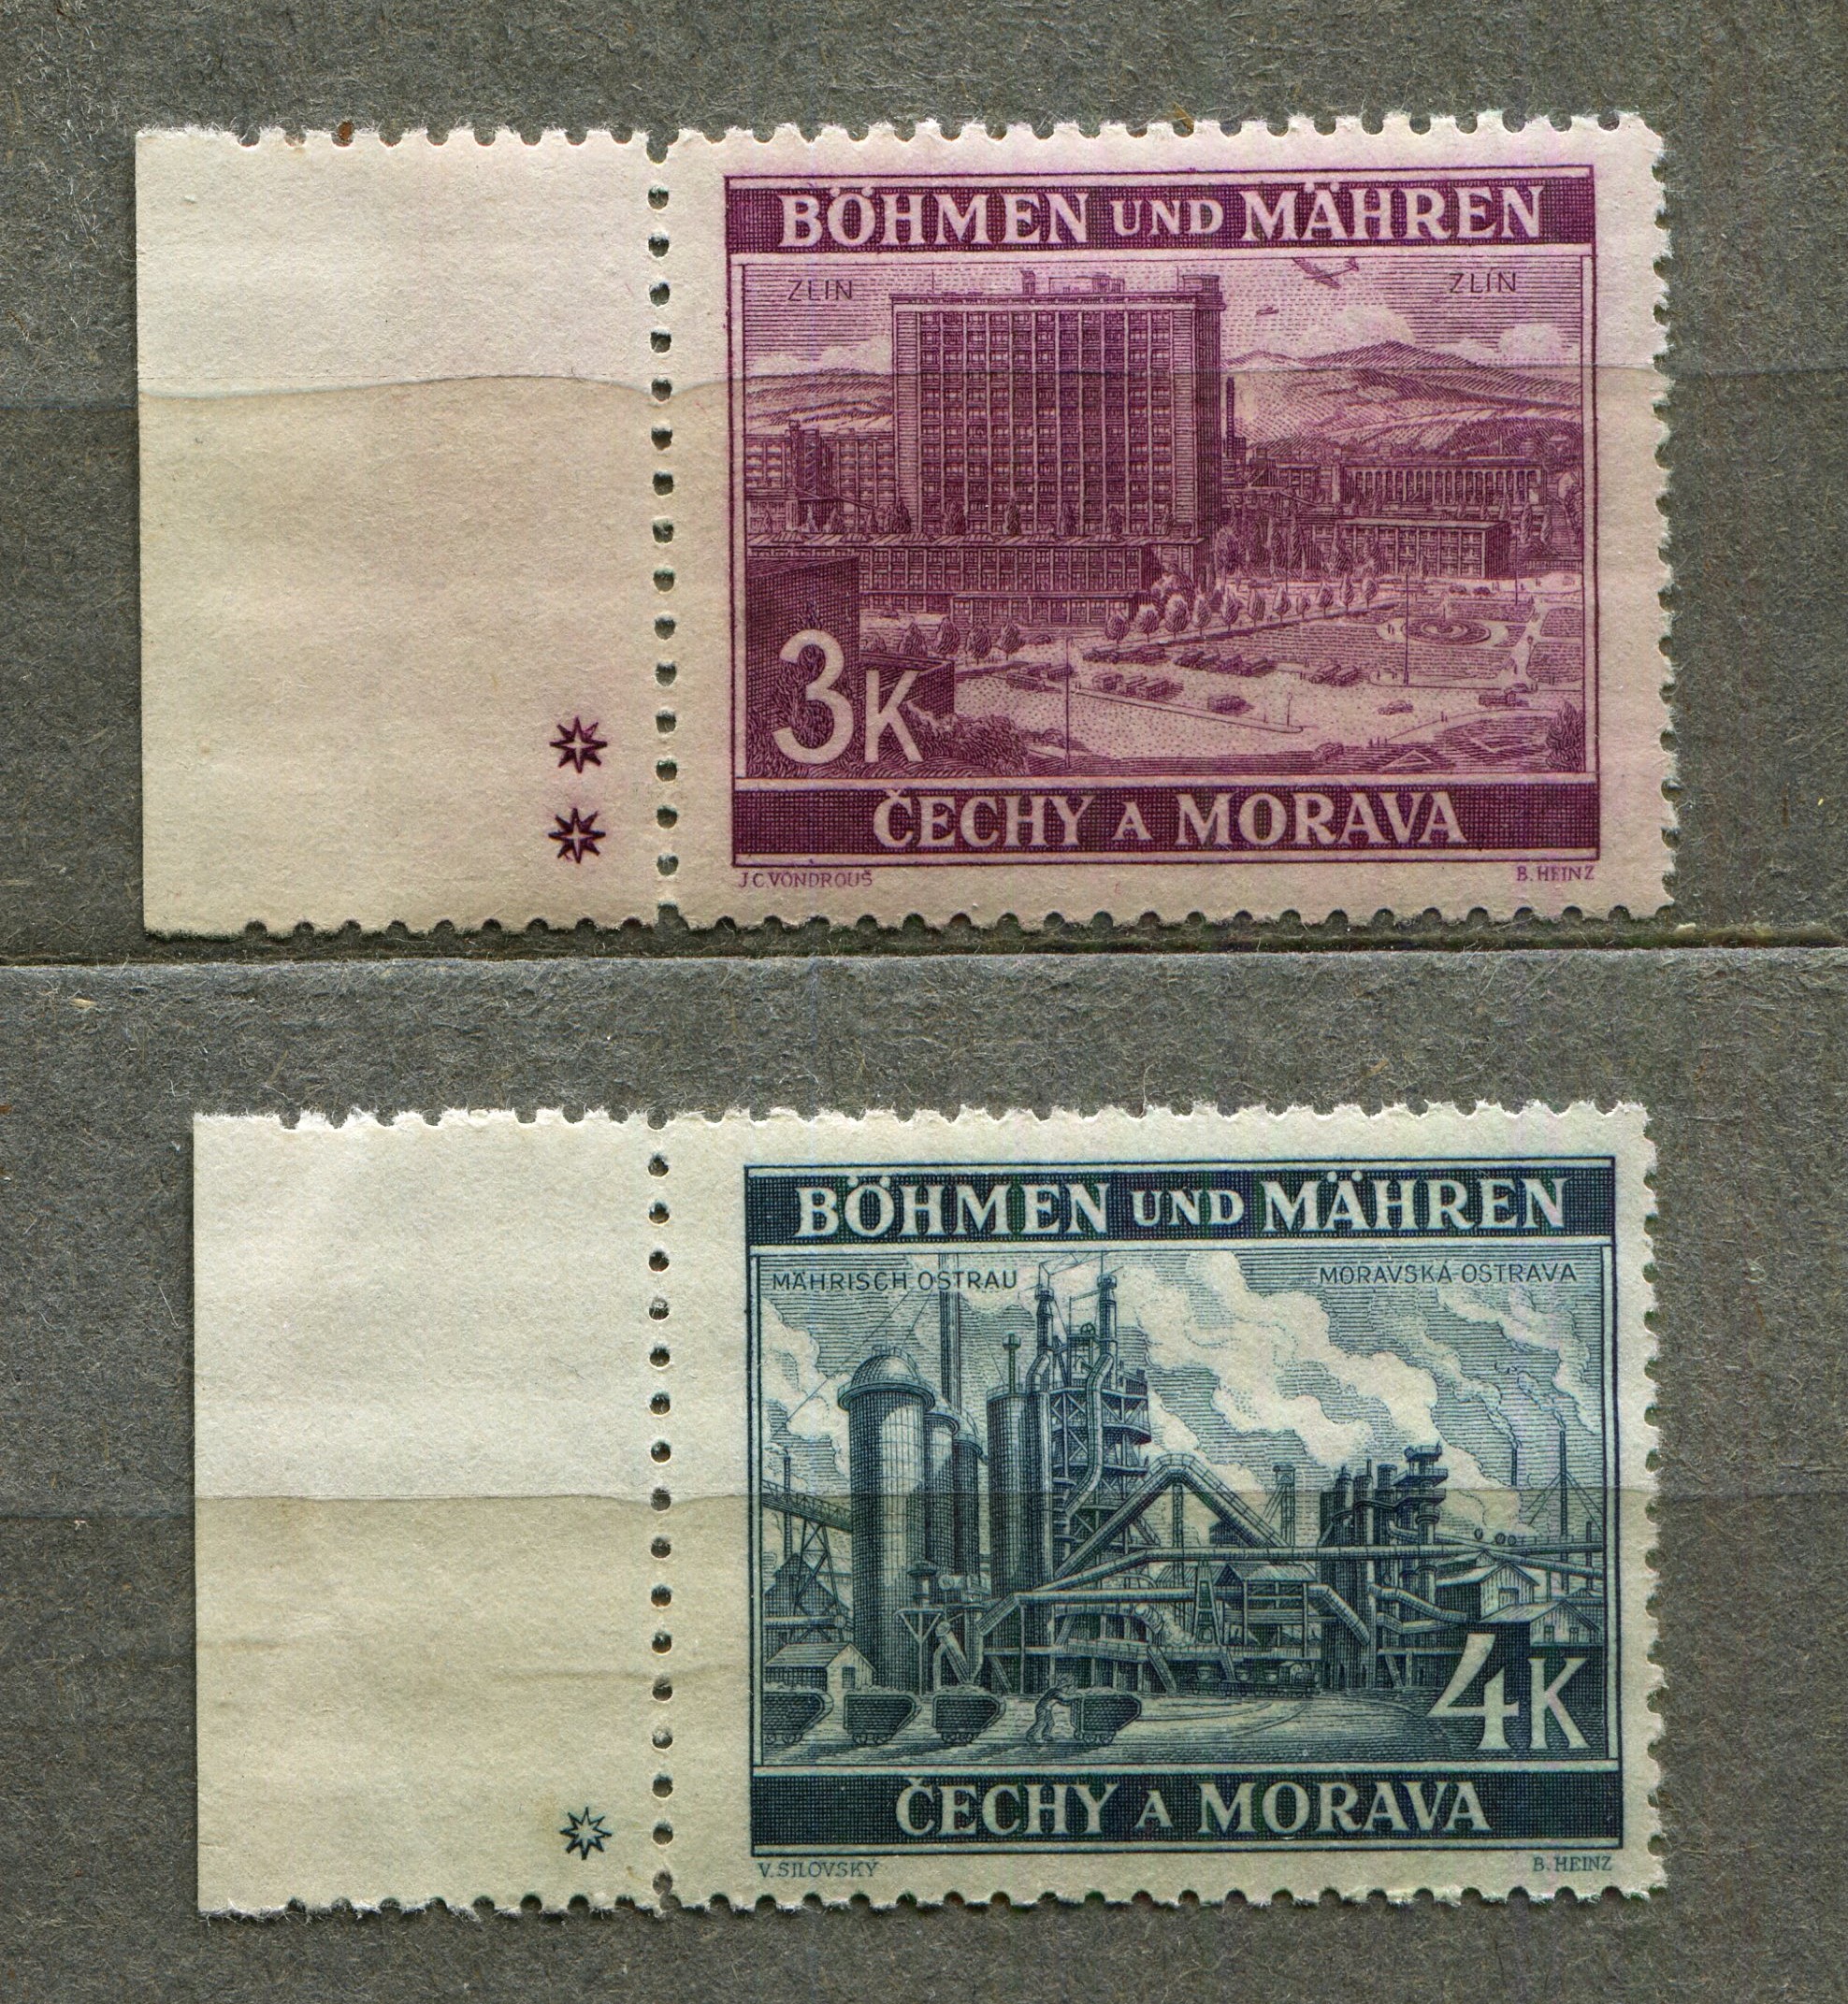 BÖHMEN UND MÄHREN
ZLIN ZLÍN
3K
ČECHY A MORAVA
J.C.VONDROUŠ B. HEINZ
BÖHMEN UND MÄHREN
MÄHRISCH OSTRAU MORAVSKÁ OSTRAVA
4K
ČECHY A MORAVA
V. SILOVSKÝ B. HEINZ